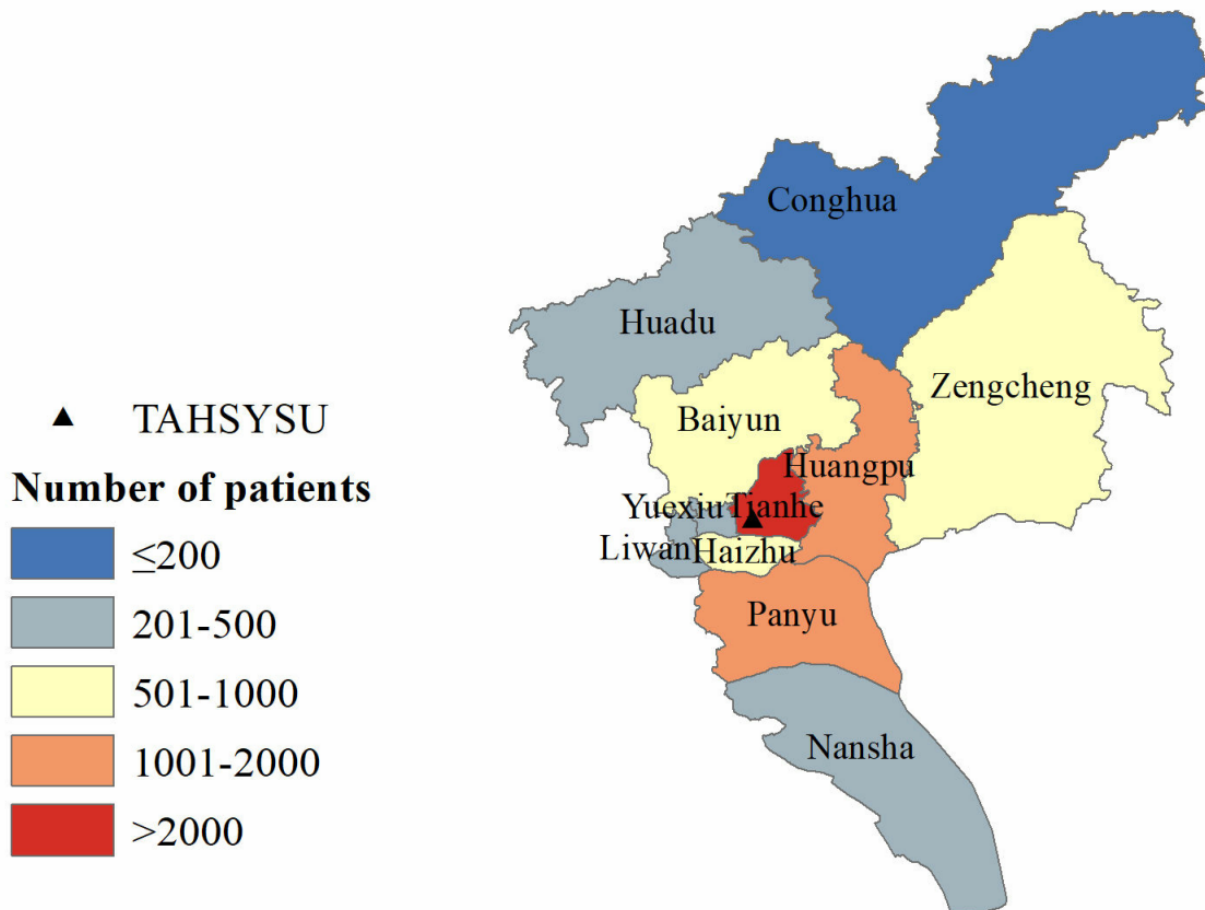 TAHSYSU
Number of patients
≤200
201-500
501-1000
1001-2000
>2000
Conghua
Huadu
Zengcheng
Baiyun
Huangpu
Yuexiu
Tianhe
Liwan
Haizhu
Panyu
Nansha